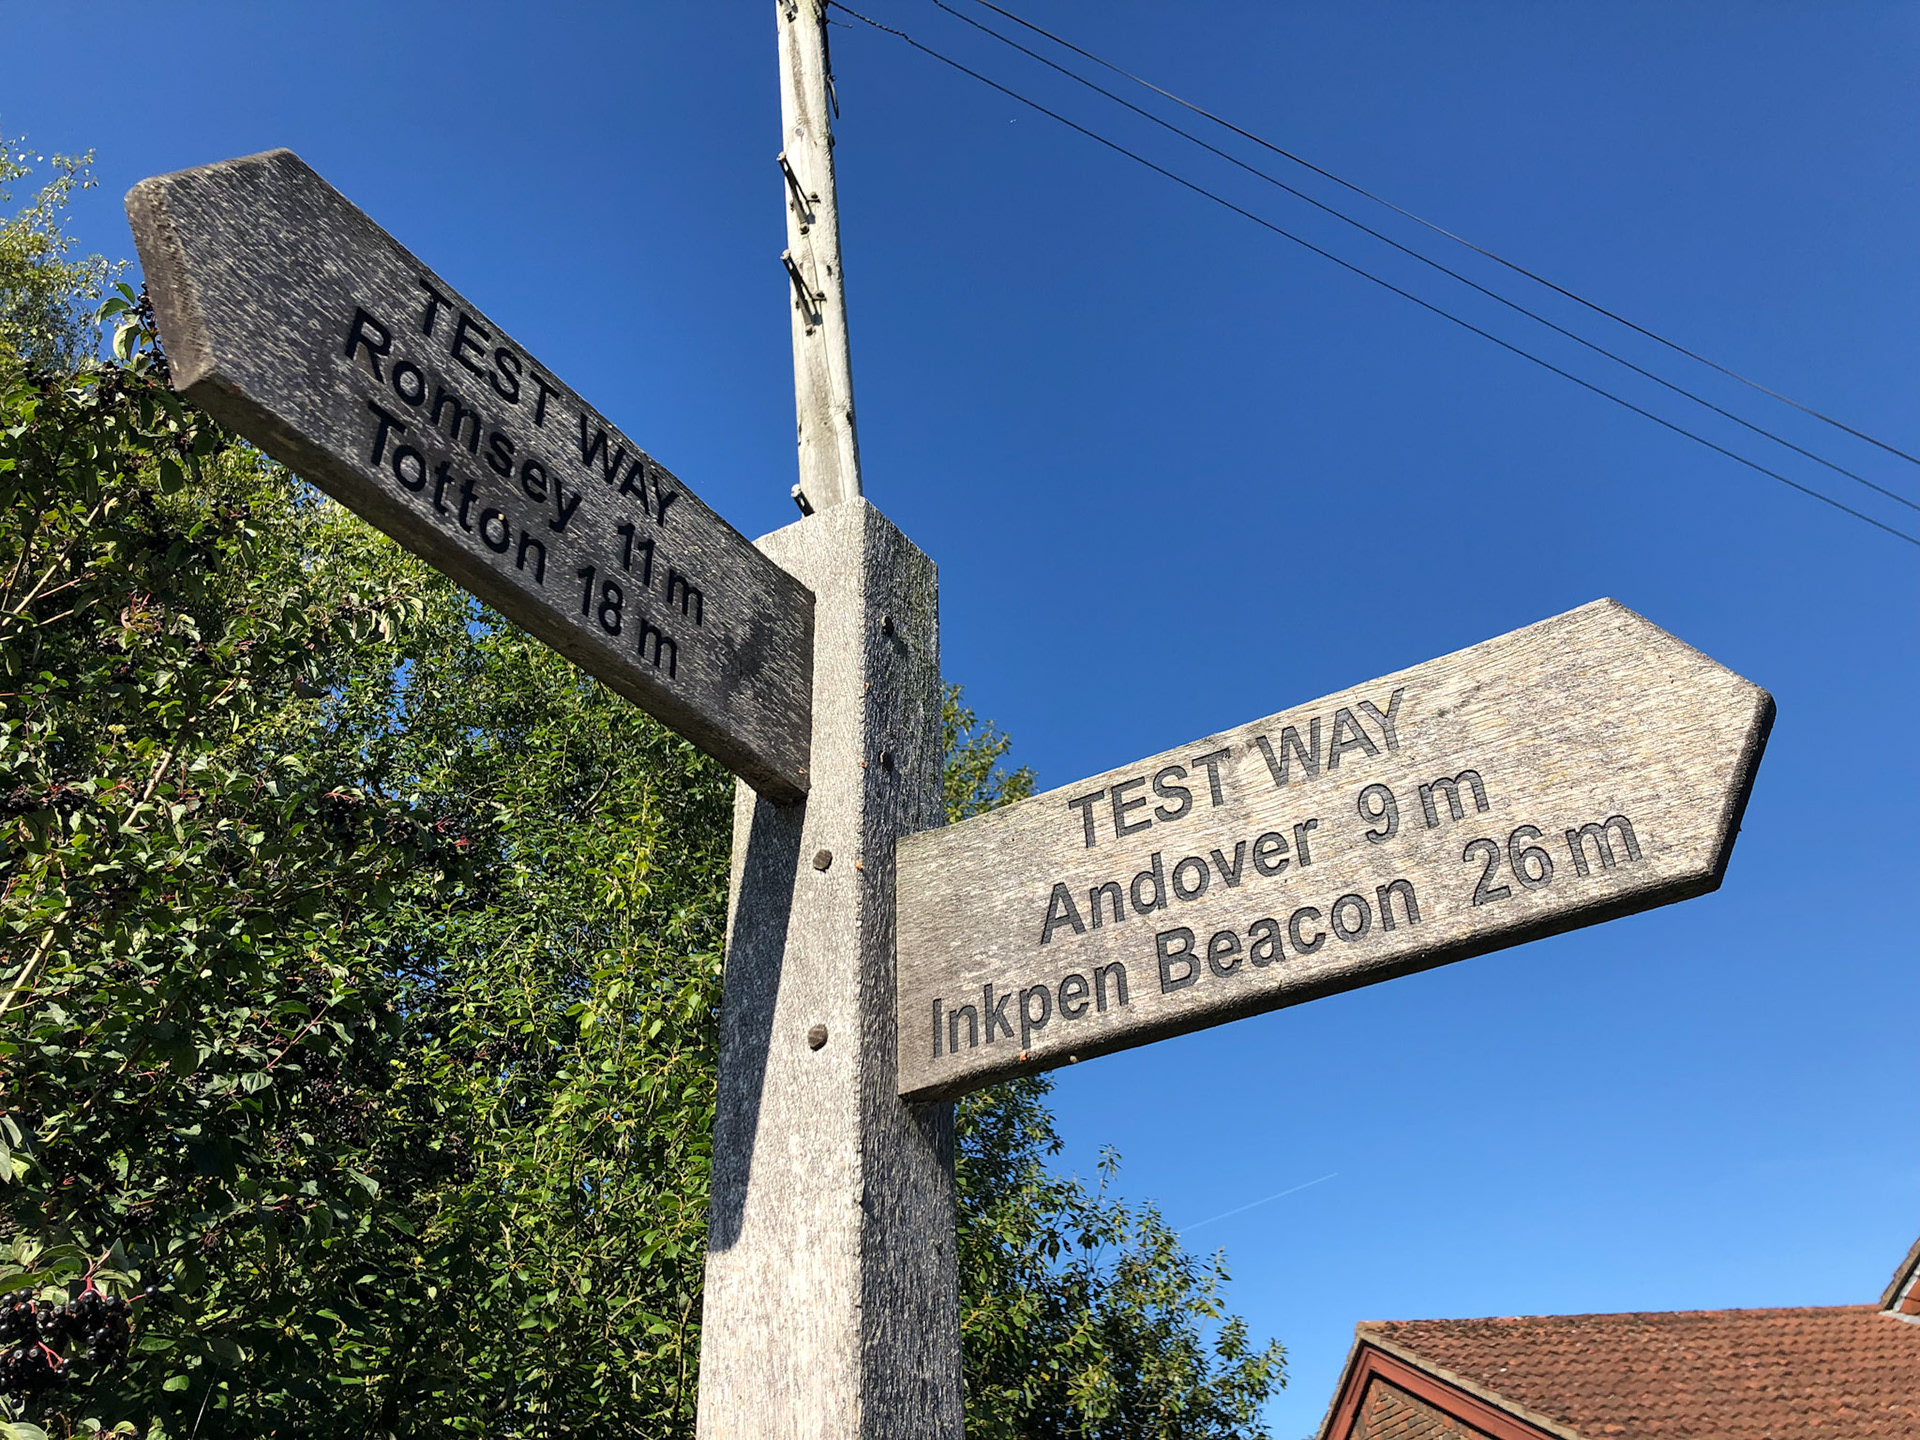 TEST WAY
Romsey 11 m
Totton 18 m
TEST WAY
Andover 9 m
Inkpen Beacon 26 m